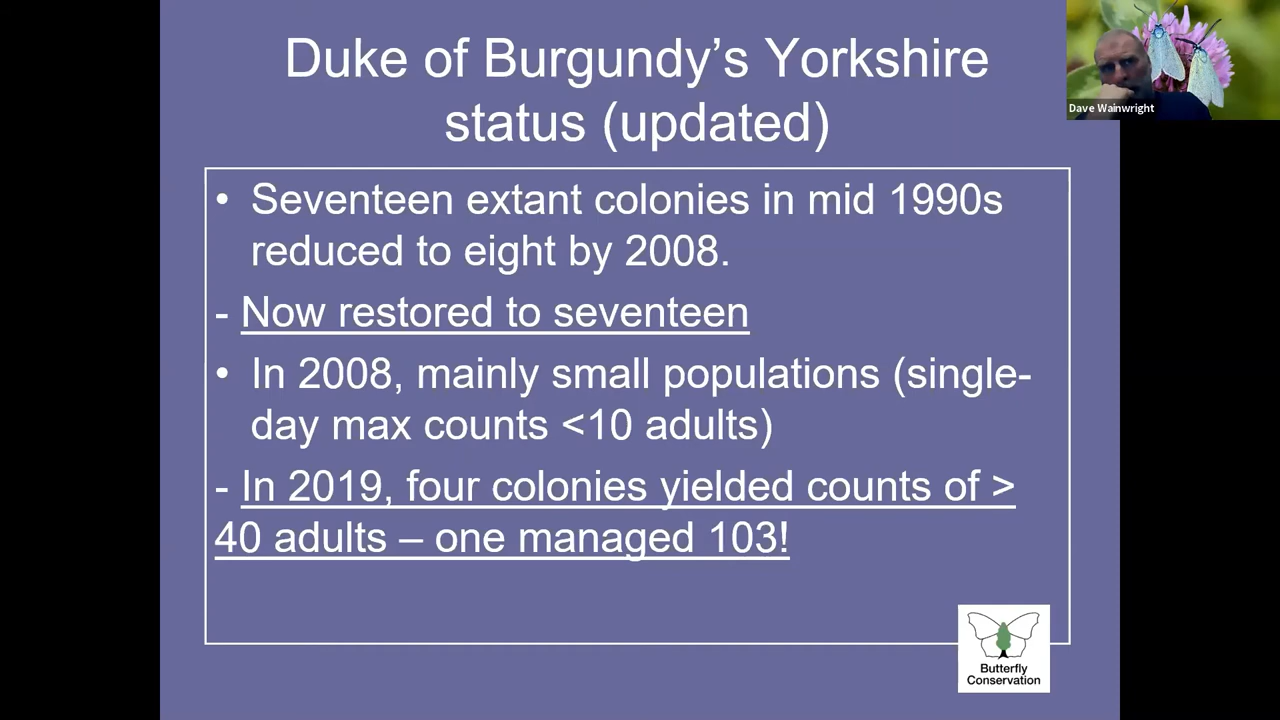 Duke of Burgundy’s Yorkshire
status (updated)
Dave Wainwright
• Seventeen extant colonies in mid 1990s
reduced to eight by 2008.
- Now restored to seventeen
• In 2008, mainly small populations (single-
day max counts <10 adults)
- In 2019, four colonies yielded counts of >
40 adults – one managed 103!
Butterfly
Conservation